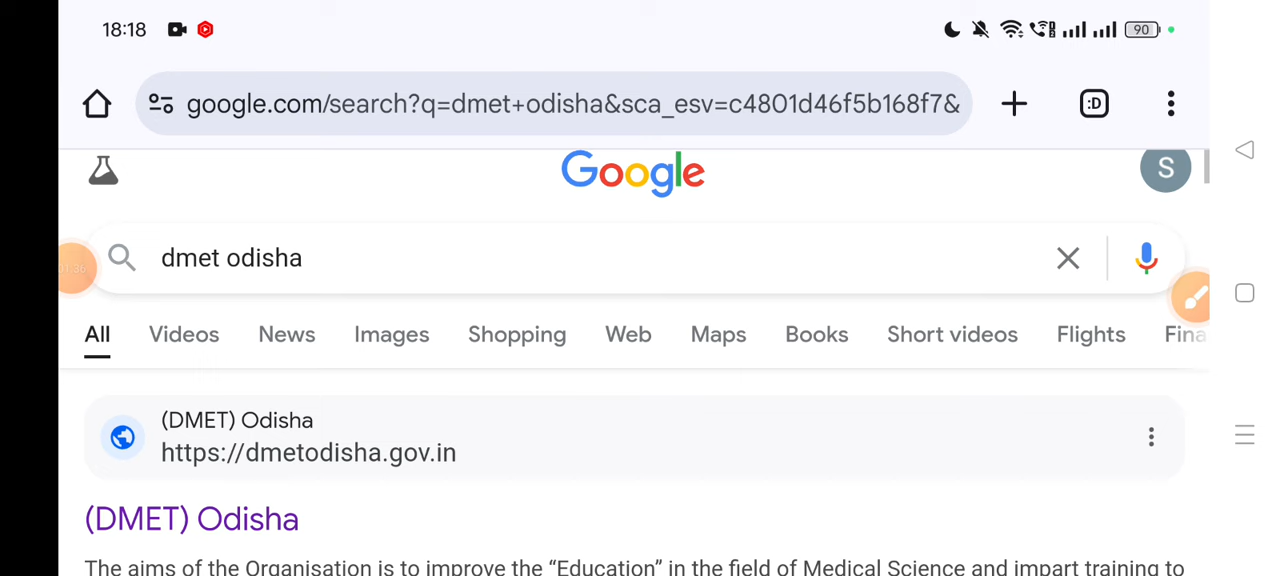 18:18
90
google.com/search?q=dmet+odisha&sca_esv=c4801d46f5b168f7&
:D
Google
S
dmet odisha
01:36
All Videos News Images Shopping Web Maps Books Short videos Flights Fina
(DMET) Odisha
https://dmetodisha.gov.in
(DMET) Odisha
The aims of the Organisation is to improve the “Education” in the field of Medical Science and impart training to